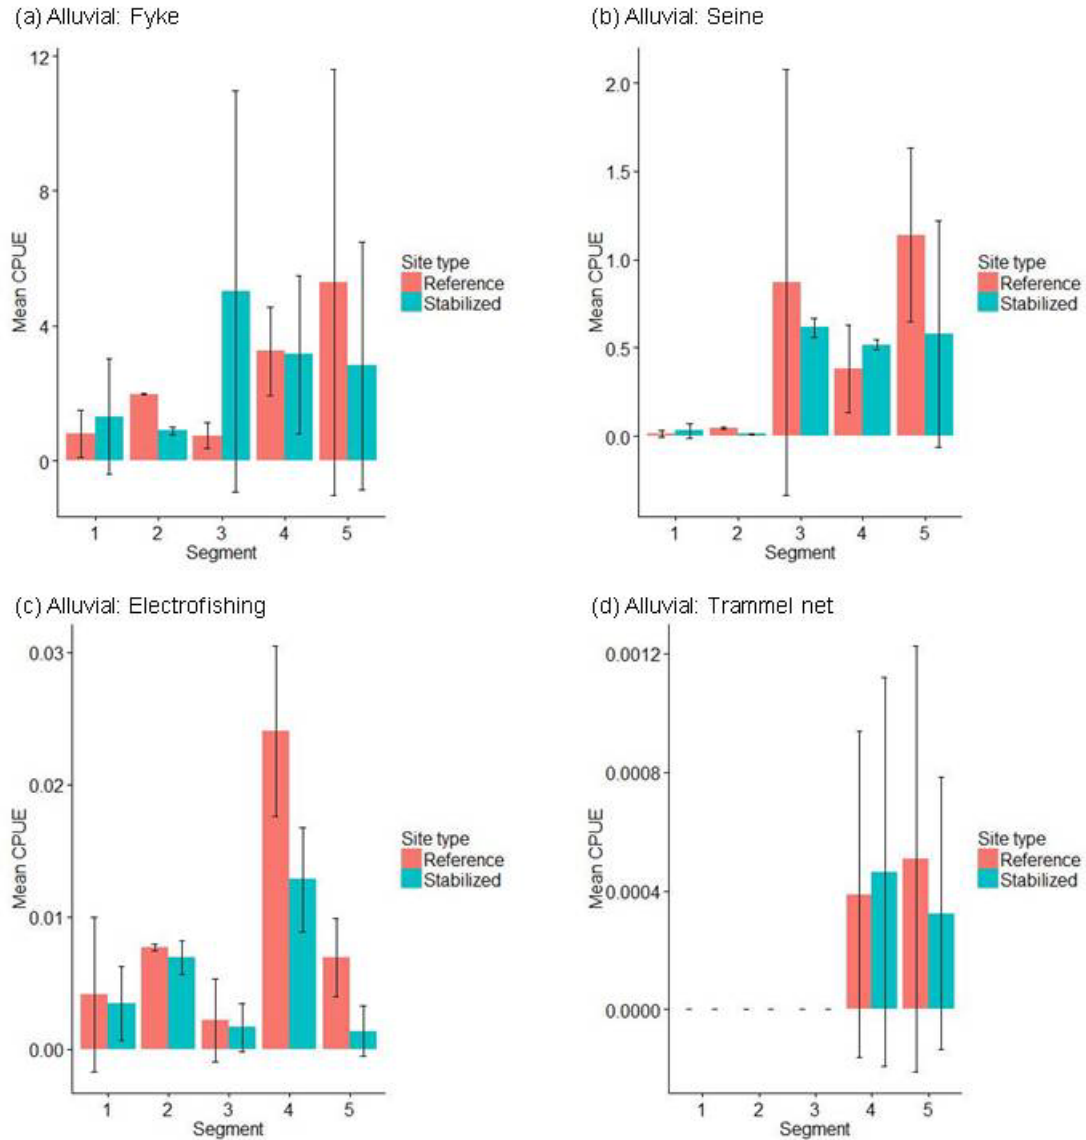 (a) Alluvial: Fyke
12
8
4
0
Mean CPUE
1 2 3 4 5
Segment
Site type
Reference
Stabilized
(b) Alluvial: Seine
2.0
1.5
1.0
0.5
0.0
Mean CPUE
1 2 3 4 5
Segment
Site type
Reference
Stabilized
(c) Alluvial: Electrofishing
0.03
0.02
0.01
0.00
Mean CPUE
1 2 3 4 5
Segment
Site type
Reference
Stabilized
(d) Alluvial: Trammel net
0.0012
0.0008
0.0004
0.0000
Mean CPUE
1 2 3 4 5
Segment
Site type
Reference
Stabilized